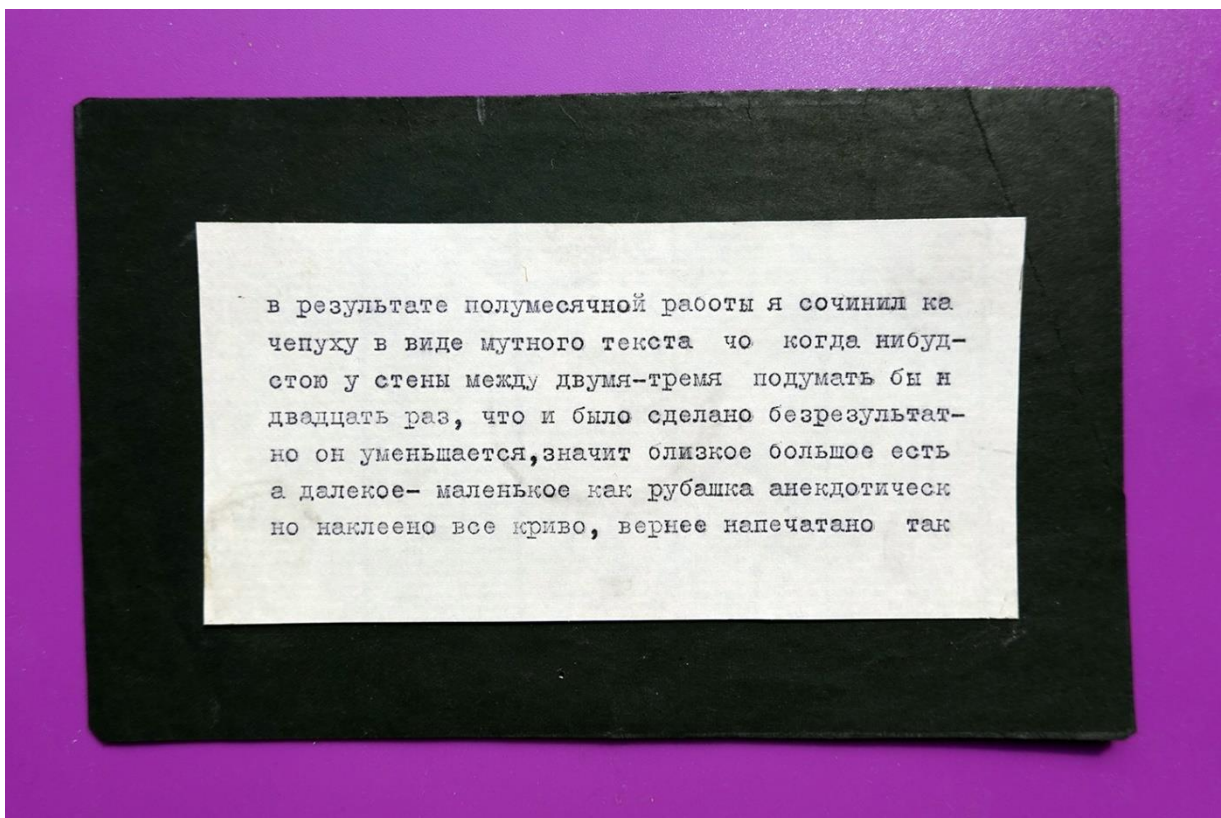 в результате полумесячной работы я сочинил ка
чепуху в виде мутного текста чо когда нибуд-
стою у стены между двумя-тремя подумать бы н
двадцать раз, что и было сделано безрезультат-
но он уменьшается,значит близкое большое есть
а далекое- маленькое как рубашка анекдотическ
но наклеено все криво, вернее напечатано так